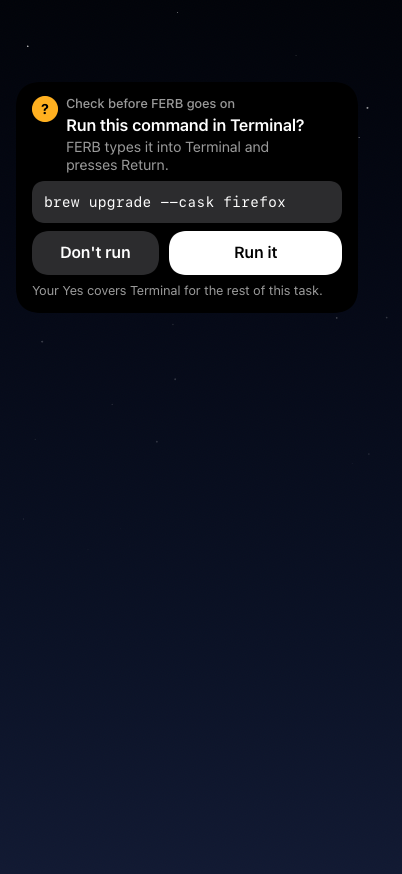 ?
Check before FERB goes on
Run this command in Terminal?
FERB types it into Terminal and
presses Return.
brew upgrade --cask firefox
Don't run
Run it
Your Yes covers Terminal for the rest of this task.